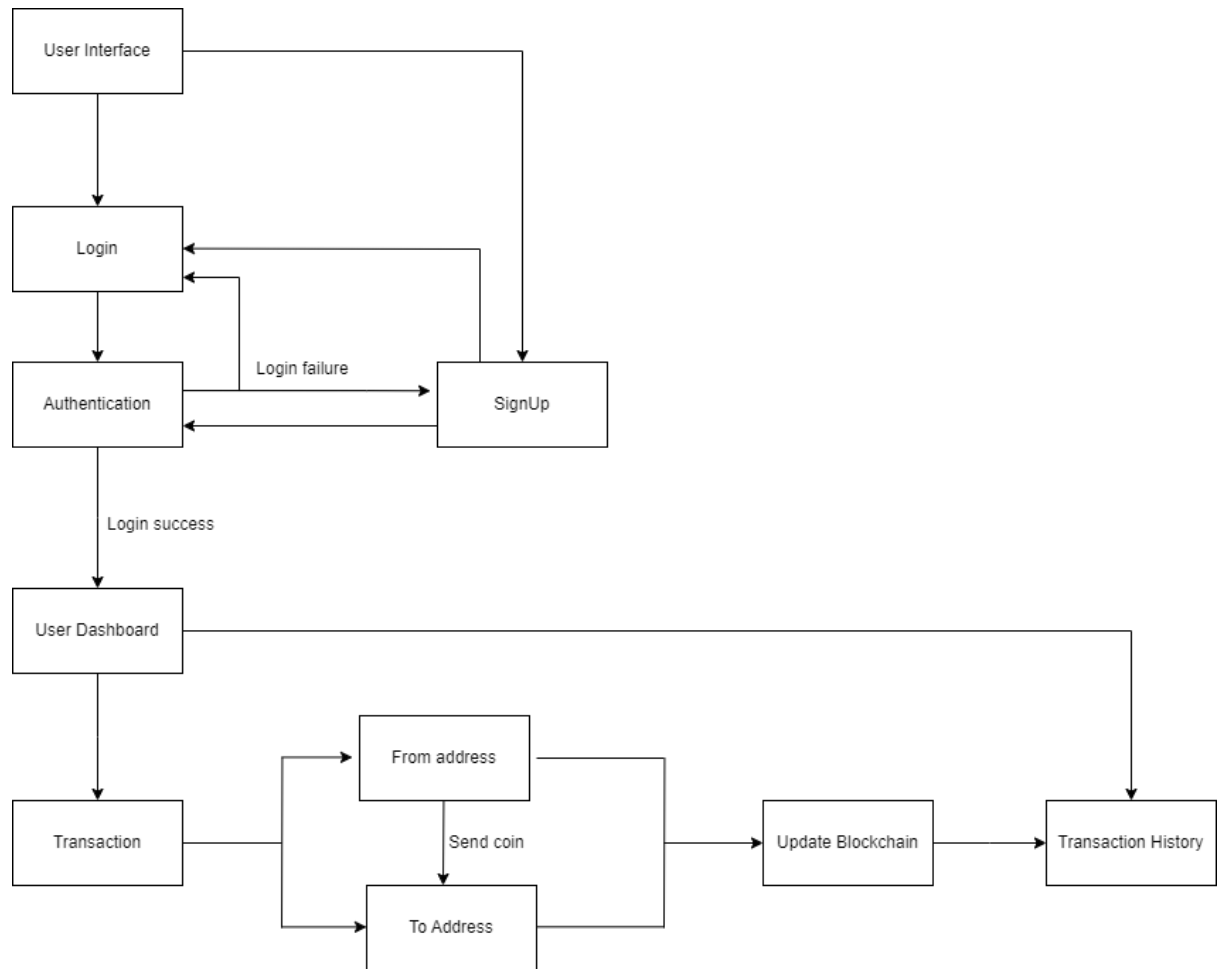 User Interface
Login
Login failure
Authentication
SignUp
Login success
User Dashboard
From address
Transaction
Send coin
Update Blockchain
Transaction History
To Address